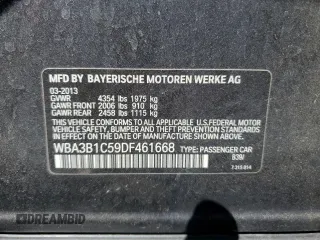 MFD BY BAYERISCHE MOTOREN WERKE AG
03-2013
GVWR 4354 lbs 1975 kg
GAWR FRONT 2006 lbs 910 kg
GAWR REAR 2458 lbs 1115 kg
THIS VEHICLE CONFORMS TO ALL APPLICABLE U.S.FEDERAL MOTOR
VEHICLE SAFETY, BUMPER, AND THEFT PREVENTION STANDARDS
IN EFFECT ON THE DATE OF MANUFACTURE SHOWN ABOVE.
WBA3B1C59DF461668 TYPE: PASSENGER CAR
DREAMBID